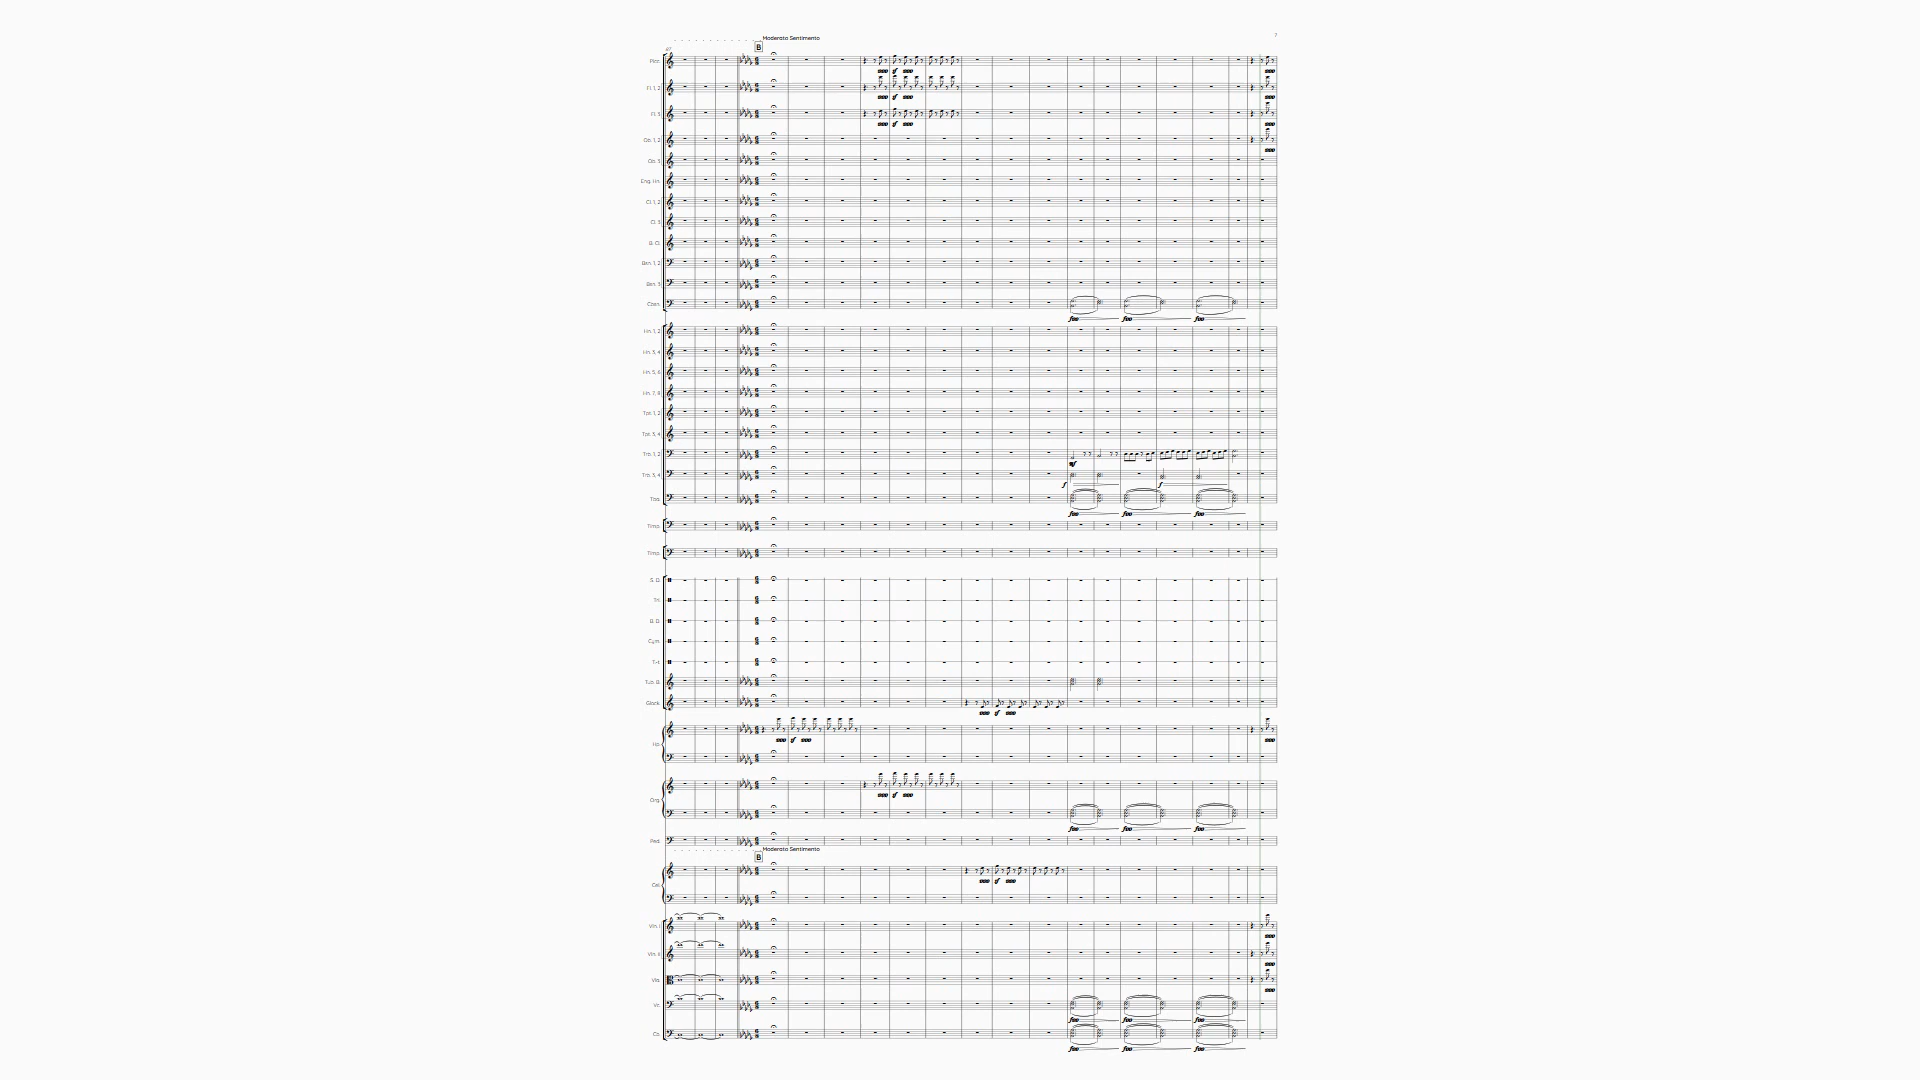 7
Moderato Sentimento
B
Picc.
Fl. 1, 2
Fl. 3
Ob. 1, 2
Ob. 3
Eng. Hn.
Cl. 1, 2
Cl. 3
B. Cl.
Bsn. 1, 2
Bsn. 3
Cbsn.
Hn. 1, 2
Hn. 3, 4
Hn. 5, 6
Hn. 7, 8
Tpt. 1, 2
Tpt. 3, 4
Trb. 1, 2
mf
Trb. 3, 4
f f
Tba.
Timp.
Timp.
S. D.
Tri.
B. D.
Cym.
T.-t.
Tub. B.
Glock.
Hp.
Org.
Ped.
Moderato Sentimento
B
Cel.
Vln. I
Vln. II
Vla.
Vc.
Cb.